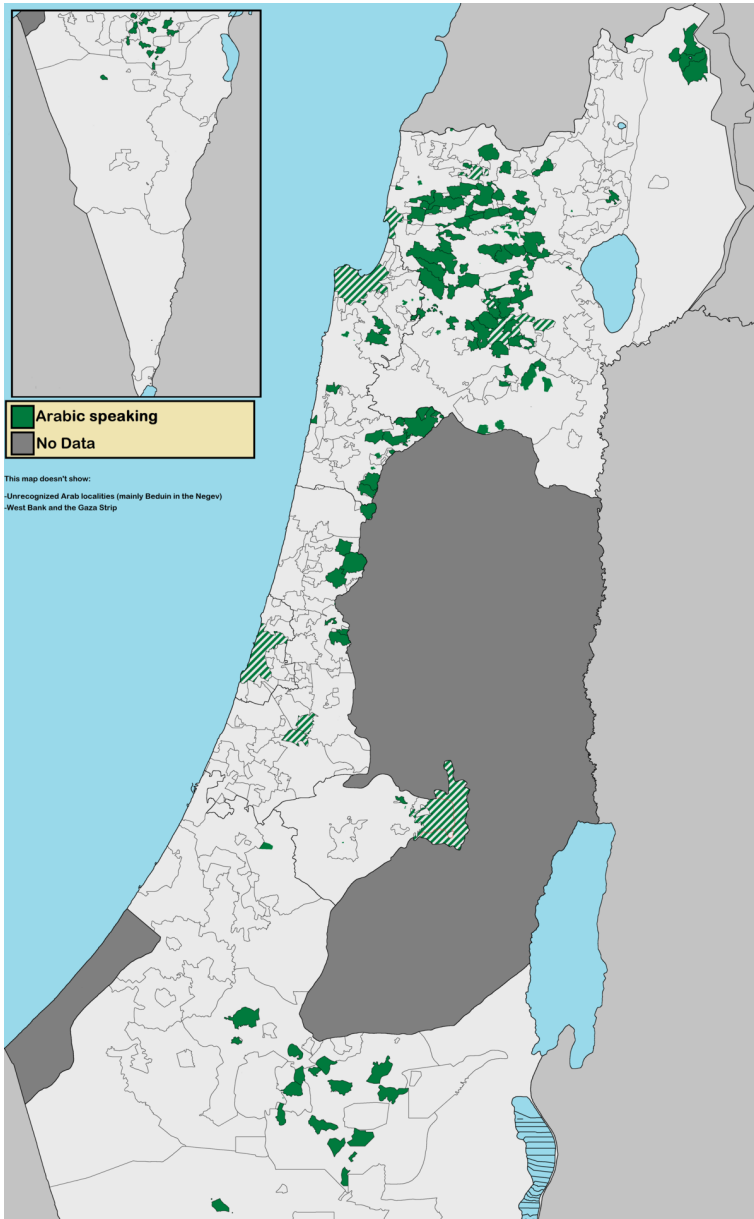 Arabic speaking
No Data
This map doesn't show:
-Unrecognized Arab localities (mainly Beduin in the Negev)
-West Bank and the Gaza Strip